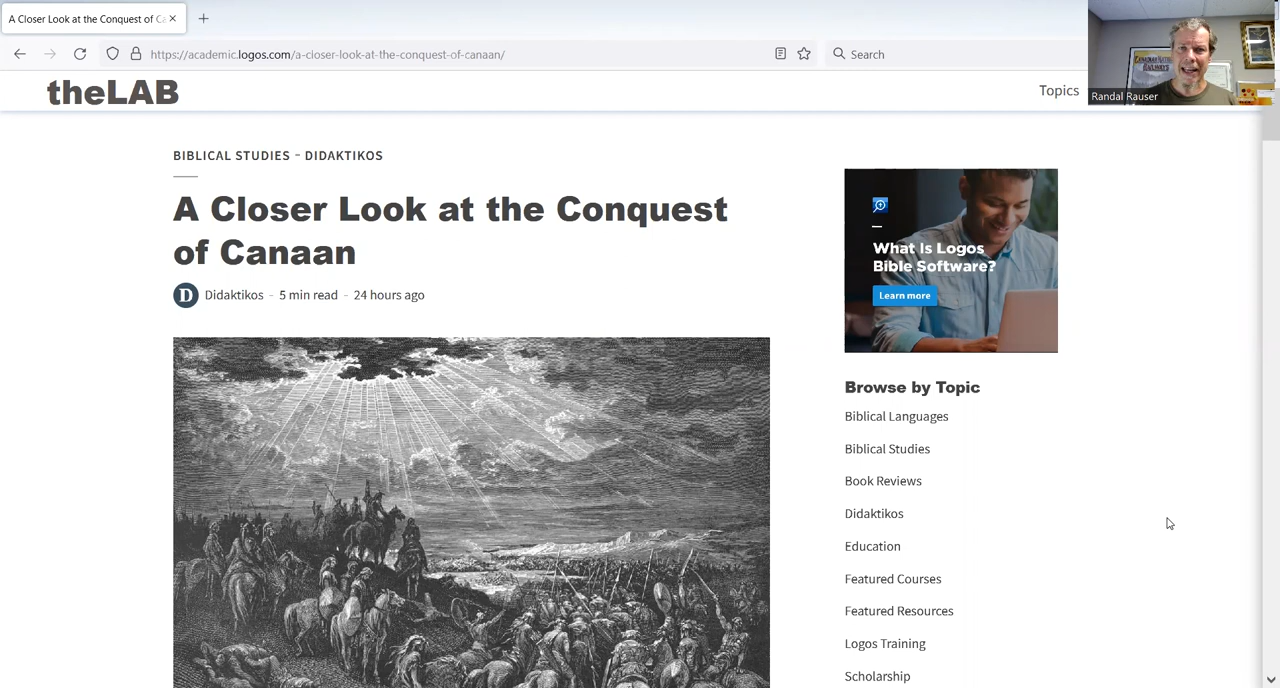 A Closer Look at the Conquest of Ca
https://academic.logos.com/a-closer-look-at-the-conquest-of-canaan/
Search
theLAB
Topics
Randal Rauser
BIBLICAL STUDIES – DIDAKTIKOS
A Closer Look at the Conquest
of Canaan
D
Didaktikos - 5 min read - 24 hours ago
What Is Logos
Bible Software?
Learn more
Browse by Topic
Biblical Languages
Biblical Studies
Book Reviews
Didaktikos
Education
Featured Courses
Featured Resources
Logos Training
Scholarship